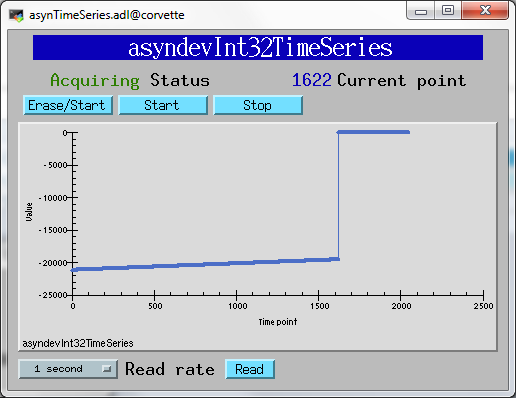 asynTimeSeries.adl@corvette
asyndevInt32TimeSeries
Acquiring Status 1622 Current point
Erase/Start Start Stop
0
-5000
-10000
Value
-15000
-20000
-25000
0 500 1000 1500 2000 2500
Time point
asyndevInt32TimeSeries
1 second Read rate Read